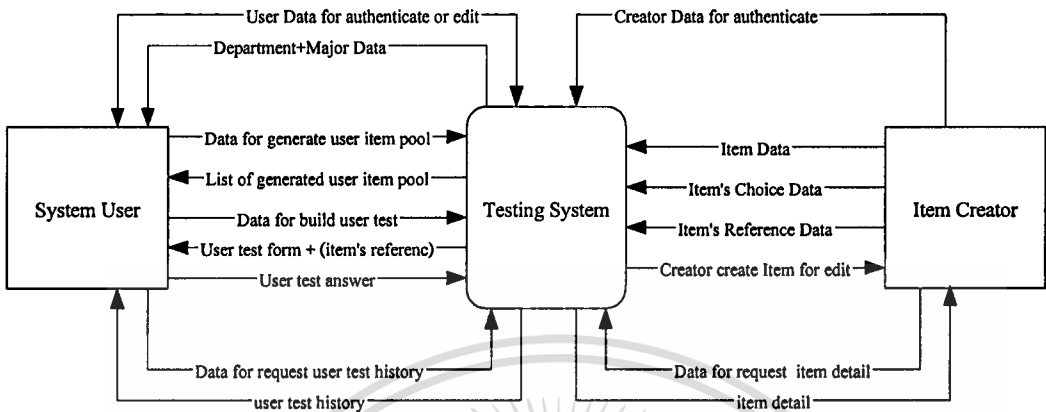 User Data for authenticate or edit
Creator Data for authenticate
Department+Major Data
Data for generate user item pool
Item Data
List of generated user item pool
Item's Choice Data
System User
Testing System
Item Creator
Data for build user test
Item's Reference Data
User test form + (item's referenc)
Creator create Item for edit
User test answer
Data for request user test history
Data for request item detail
user test history
item detail